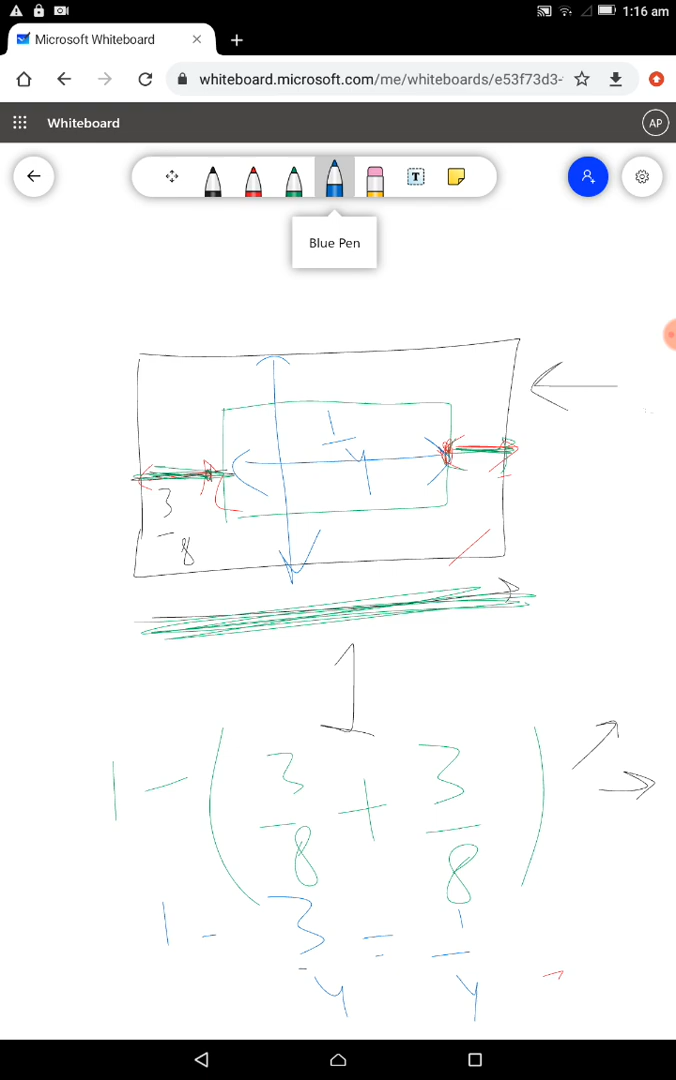 1:16 am
Microsoft Whiteboard
whiteboard.microsoft.com/me/whiteboards/e53f73d3-
Whiteboard
AP
T
Blue Pen
1
4
3
8
1
1 - ( 3/8 + 3/8 )
1 - 3/4 = 1/4